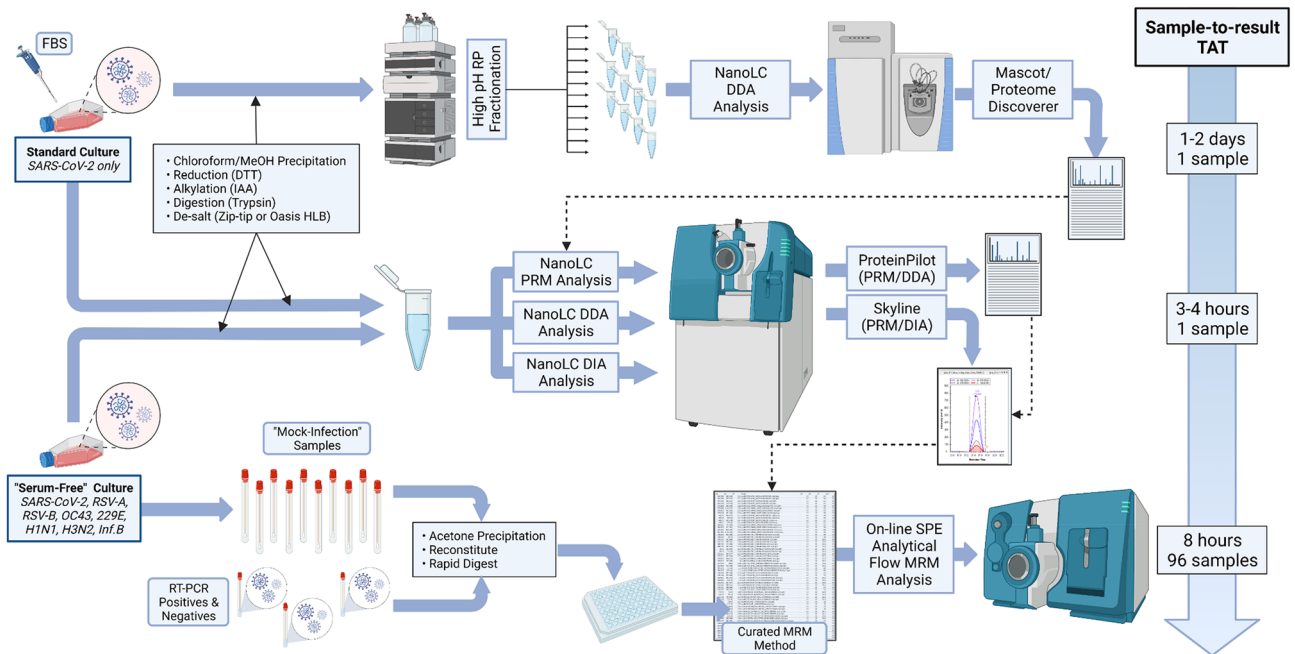 FBS
Standard Culture
SARS-CoV-2 only
High pH RP
Fractionation
NanoLC
DDA
Analysis
Mascot/
Proteome
Discoverer
Sample-to-result
TAT
1-2 days
1 sample
• Chloroform/MeOH Precipitation
• Reduction (DTT)
• Alkylation (IAA)
• Digestion (Trypsin)
• De-salt (Zip-tip or Oasis HLB)
NanoLC
PRM Analysis
NanoLC DDA
Analysis
NanoLC DIA
Analysis
ProteinPilot
(PRM/DDA)
Skyline
(PRM/DIA)
3-4 hours
1 sample
"Serum-Free" Culture
SARS-CoV-2, RSV-A,
RSV-B, OC43, 229E,
H1N1, H3N2, Inf.B
"Mock-Infection"
Samples
RT-PCR
Positives &
Negatives
• Acetone Precipitation
• Reconstitute
• Rapid Digest
Curated MRM
Method
On-line SPE
Analytical
Flow MRM
Analysis
8 hours
96 samples